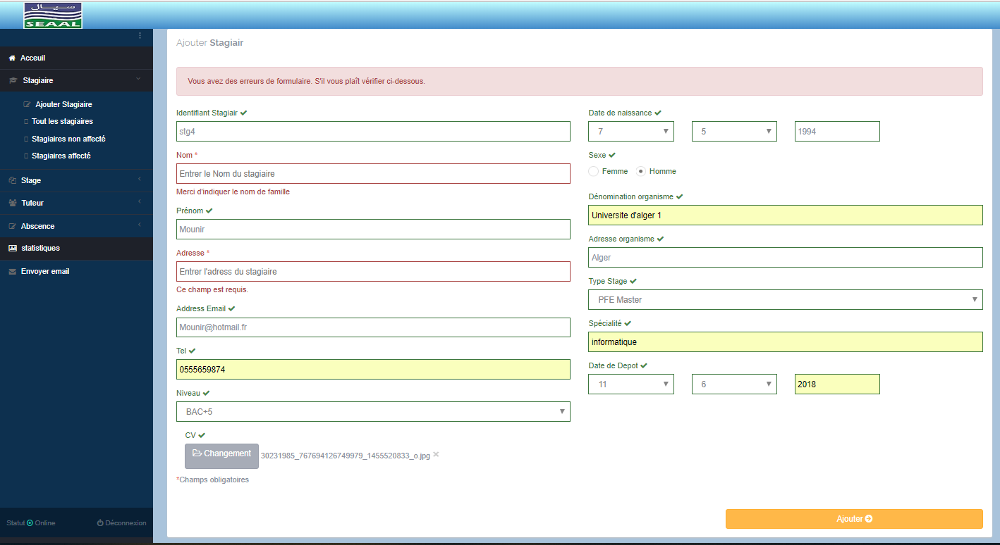 سيال
SEAAL
Acceuil
Stagiaire
Ajouter Stagiaire
Tout les stagiaires
Stagiaires non affecté
Stagiaires affecté
Stage
Tuteur
Abscence
statistiques
Envoyer email
Statut Online
Déconnexion
Ajouter Stagiair
Vous avez des erreurs de formulaire. S'il vous plaît vérifier ci-dessous.
Identifiant Stagiair
stg4
Nom *
Entrer le Nom du stagiaire
Merci d'indiquer le nom de famille
Prénom
Mounir
Adresse *
Entrer l'adress du stagiaire
Ce champ est requis.
Address Email
Mounir@hotmail.fr
Tel
0555659874
Niveau
BAC+5
CV
Changement 30231985_767694126749979_1455520833_o.jpg ×
*Champs obligatoires
Date de naissance
7 5 1994
Sexe
Femme Homme
Dénomination organisme
Universite d'alger 1
Adresse organisme
Alger
Type Stage
PFE Master
Spécialité
informatique
Date de Depot
11 6 2018
Ajouter